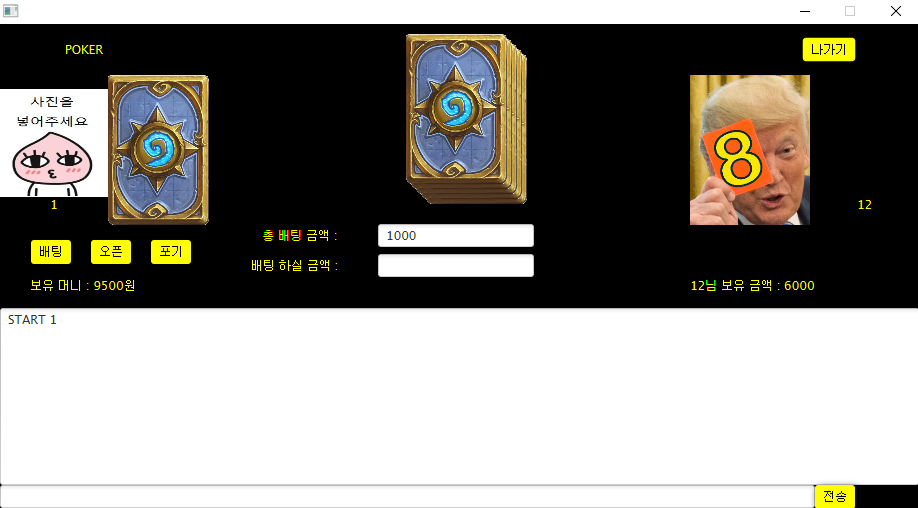 POKER
나가기
사진을
넣어주세요
8
1
12
총 배팅 금액 :
1000
배팅
오픈
포기
배팅 하실 금액 :
보유 머니 : 9500원
12님 보유 금액 : 6000
START 1
전송